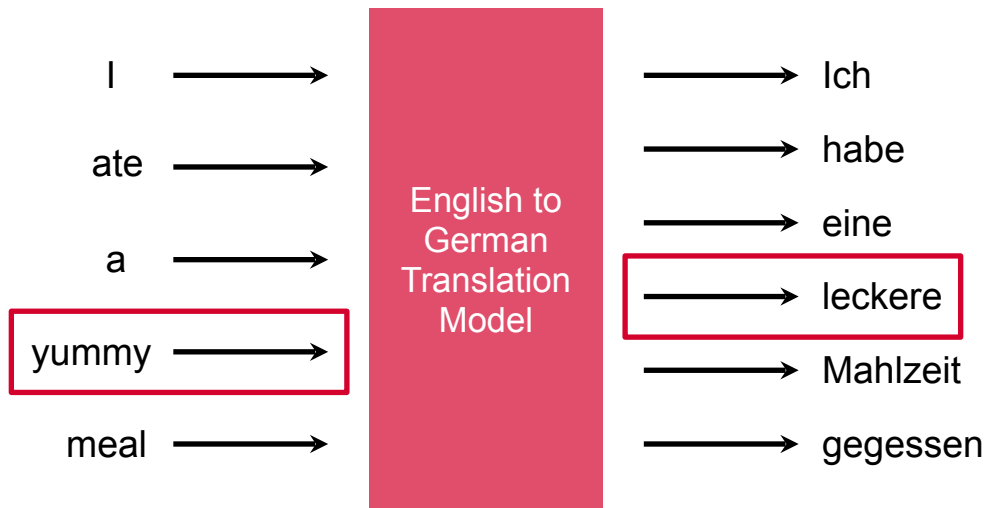 I
ate
a
yummy
meal
English to
German
Translation
Model
Ich
habe
eine
leckere
Mahlzeit
gegessen